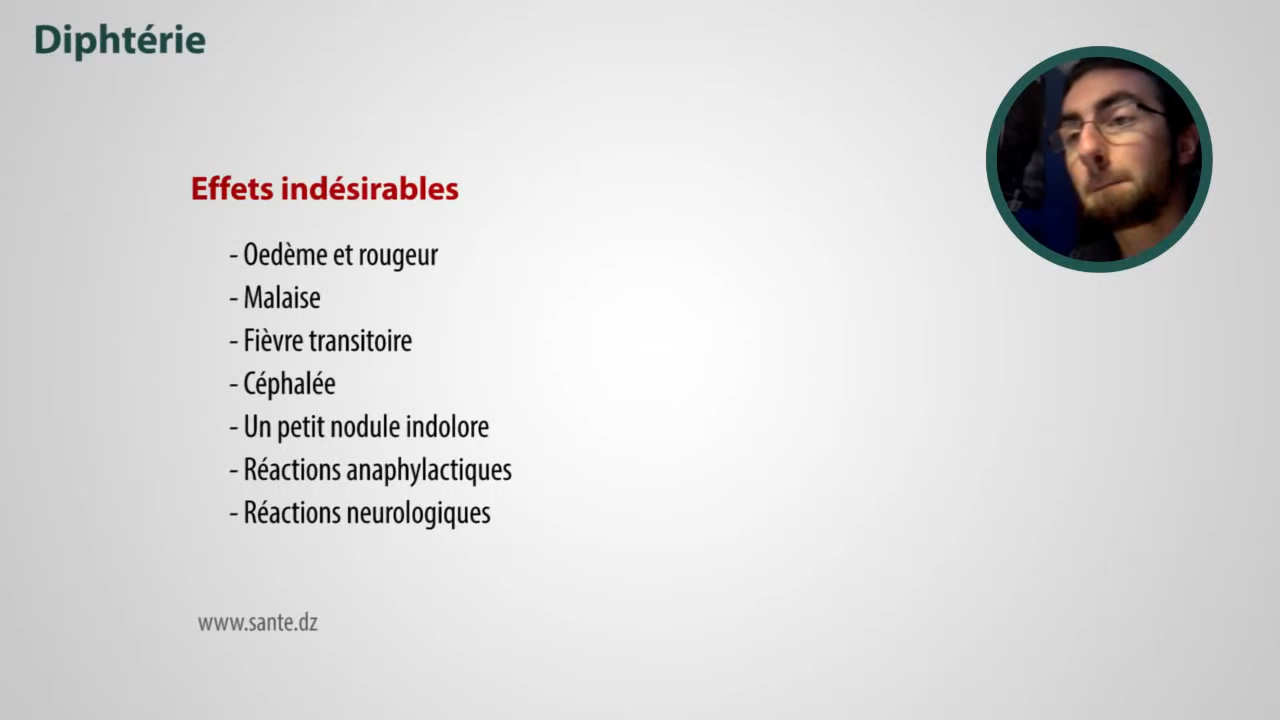 Diphtérie
Effets indésirables
- Oedème et rougeur
- Malaise
- Fièvre transitoire
- Céphalée
- Un petit nodule indolore
- Réactions anaphylactiques
- Réactions neurologiques
www.sante.dz